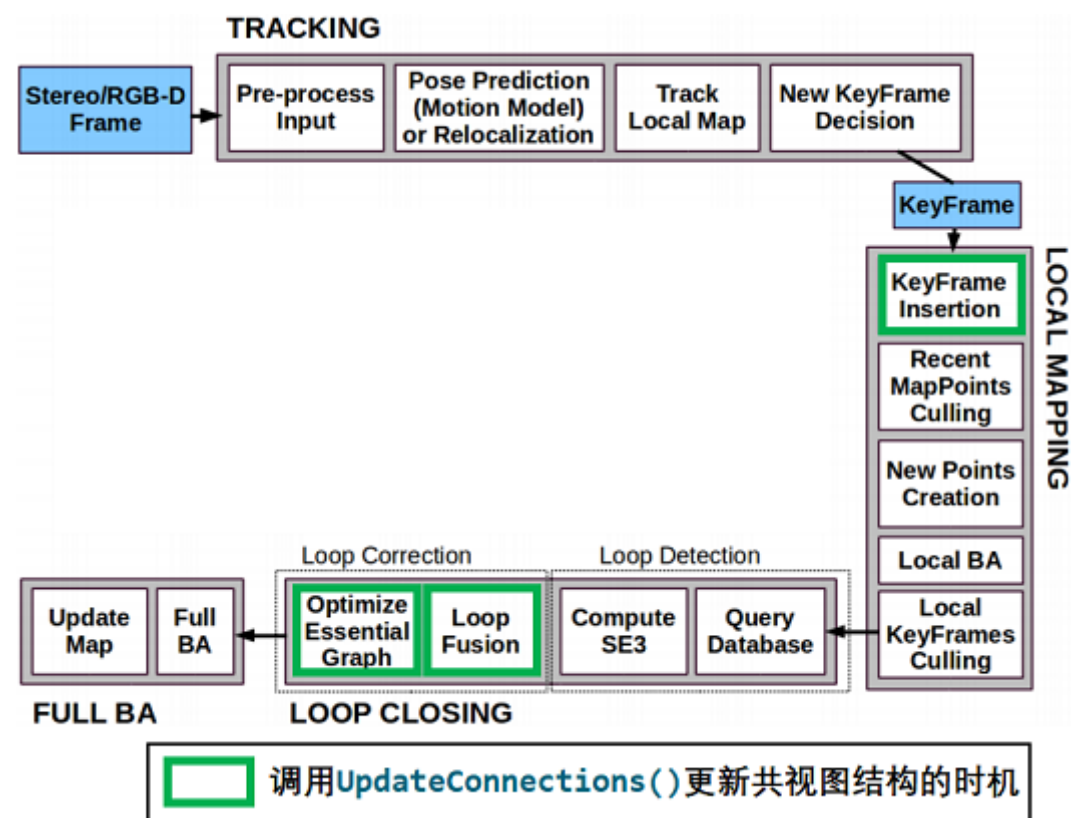 TRACKING
Stereo/RGB-D
Frame
Pre-process
Input
Pose Prediction
(Motion Model)
or Relocalization
Track
Local Map
New KeyFrame
Decision
KeyFrame
LOCAL MAPPING
KeyFrame
Insertion
Recent
MapPoints
Culling
New Points
Creation
Local BA
Local
KeyFrames
Culling
Loop Correction
Loop Detection
Update
Map
Full
BA
Optimize
Essential
Graph
Loop
Fusion
Compute
SE3
Query
Database
FULL BA
LOOP CLOSING
调用UpdateConnections()更新共视图结构的时机